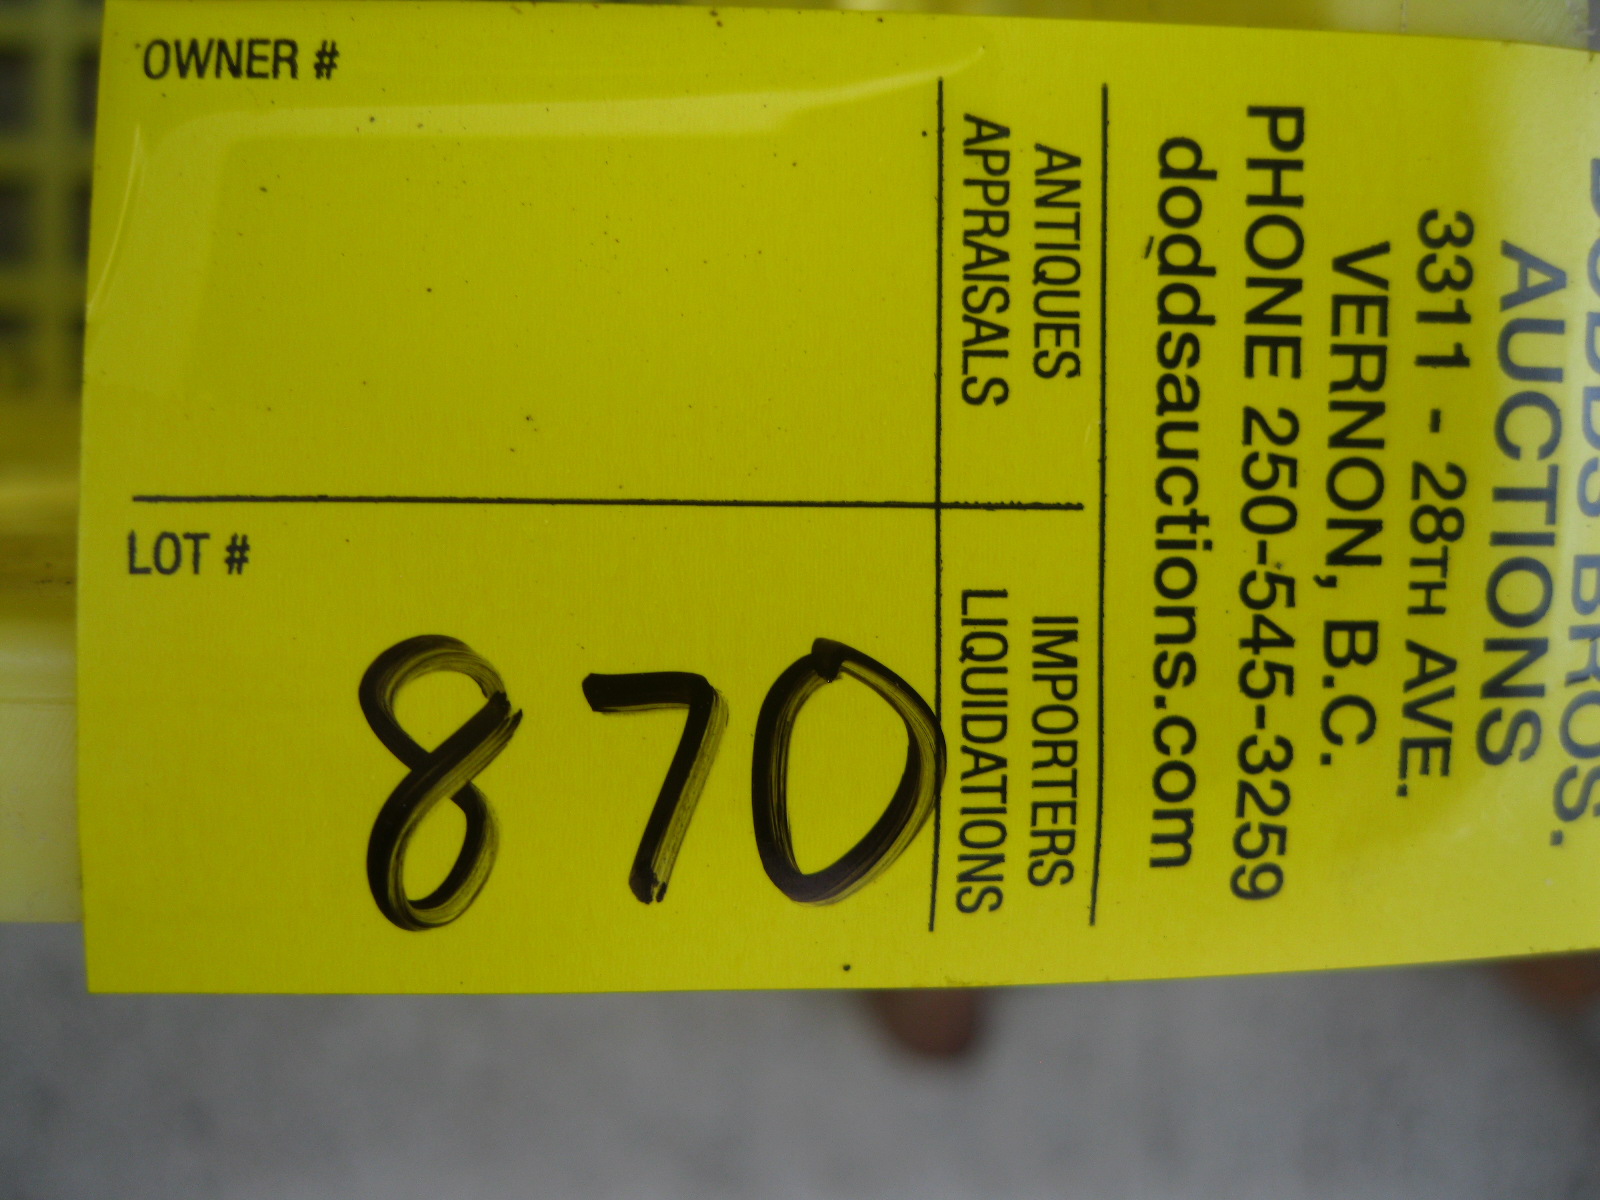 DODDS BROS.
AUCTIONS
3311 - 28TH AVE.
VERNON, B.C.
PHONE 250-545-3259
doddsauctions.com
ANTIQUES IMPORTERS
APPRAISALS LIQUIDATIONS
OWNER #
LOT #
870